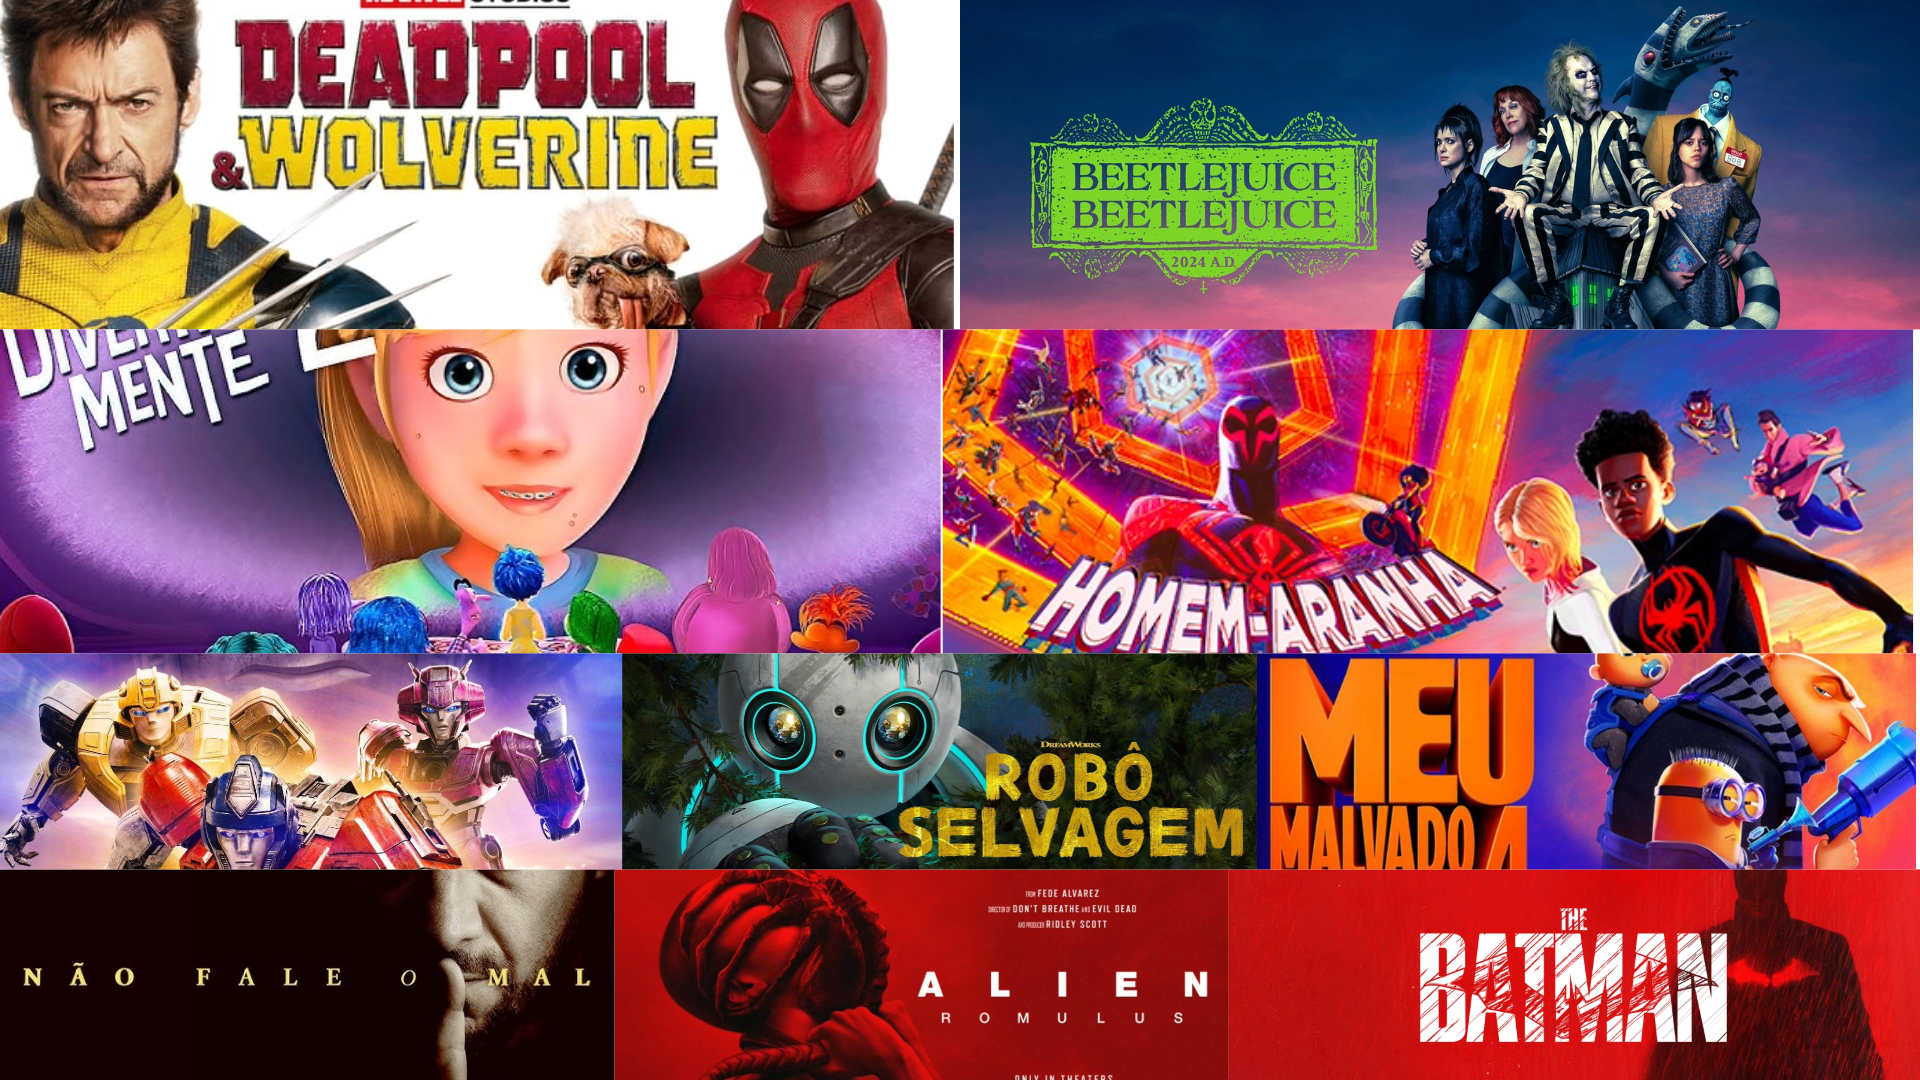 MARVEL STUDIOS
DEADPOOL
&WOLVERINE
BEETLEJUICE
BEETLEJUICE
2024 A.D.
MENTE 2
HOMEM-ARANHA
DREAMWORKS
ROBÔ
SELVAGEM
MEU
MALVADO 4
NÃO FALE O MAL
FROM FEDE ALVAREZ
DIRECTOR OF DON'T BREATHE AND EVIL DEAD
AND PRODUCER RIDLEY SCOTT
ALIEN
ROMULUS
ONLY IN THEATERS
THE
BATMAN